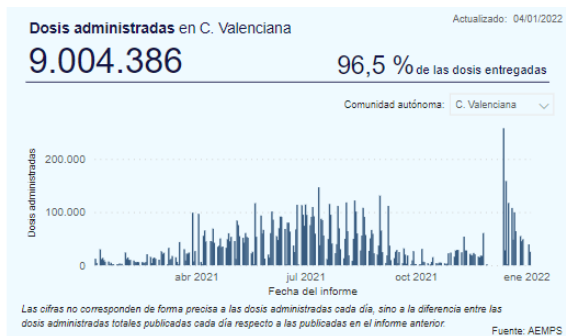 Actualizado: 04/01/2022
Dosis administradas en C. Valenciana
9.004.386
96,5 % de las dosis entregadas
Comunidad autónoma: C. Valenciana
Dosis administradas
200.000
100.000
0
abr 2021 jul 2021 oct 2021 ene 2022
Fecha del informe
Las cifras no corresponden de forma precisa a las dosis administradas cada día, sino a la diferencia entre las
dosis administradas totales publicadas cada día respecto a las publicadas en el informe anterior.
Fuente: AEMPS